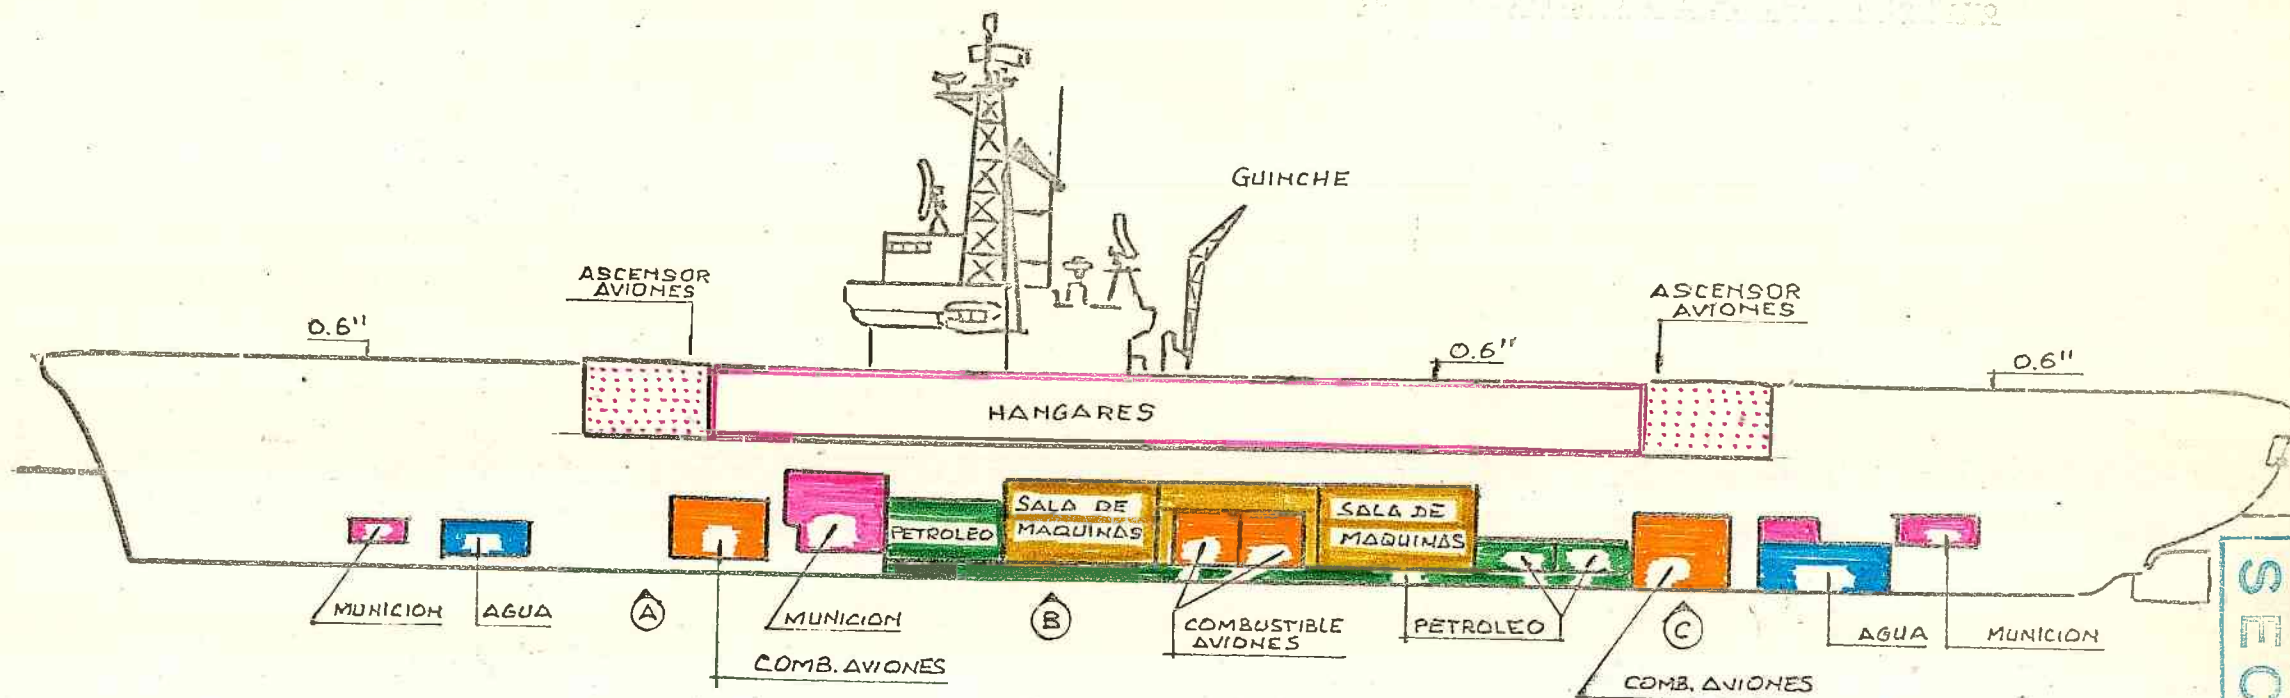 GUINCHE
ASCENSOR
AVIONES
ASCENSOR
AVIONES
0.6"
0.6"
0.6"
HANGARES
PETROLEO
SALA DE
MAQUINAS
SALA DE
MAQUINAS
MUNICION
AGUA
A
MUNICION
B
COMBUSTIBLE
AVIONES
PETROLEO
C
AGUA
MUNICION
COMB. AVIONES
COMB. AVIONES
SEC